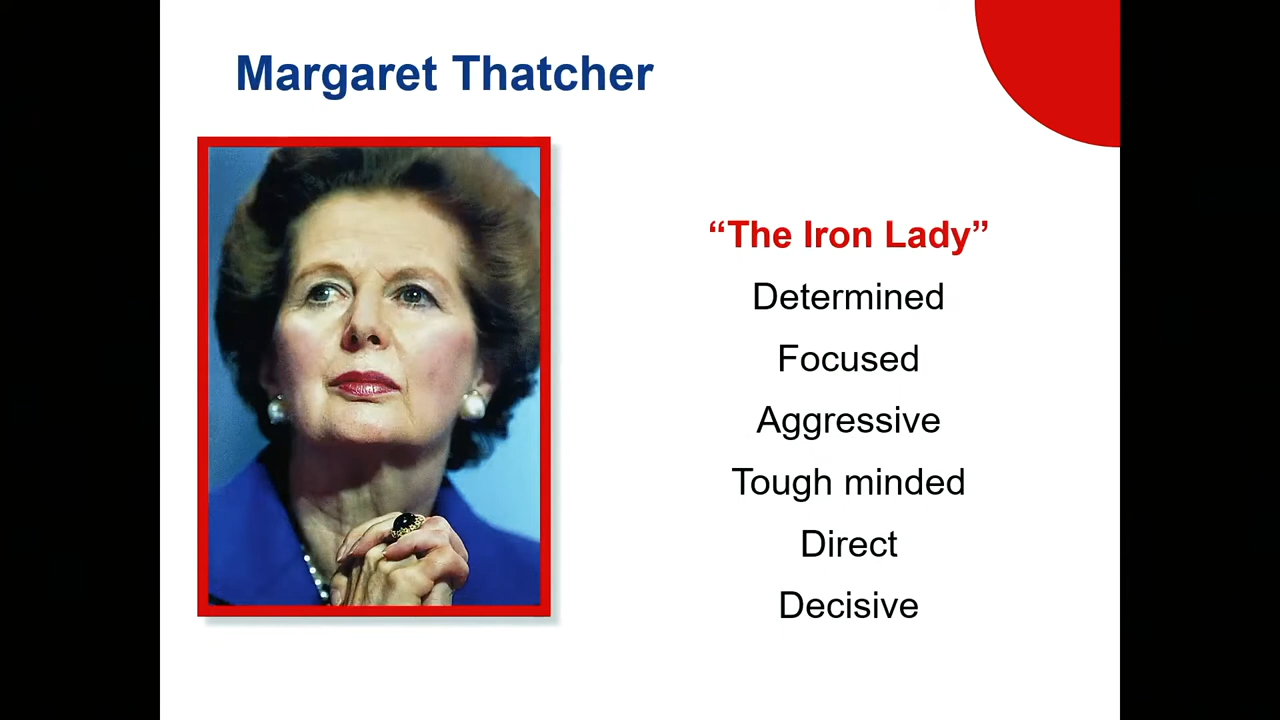 Margaret Thatcher
“The Iron Lady”
Determined
Focused
Aggressive
Tough minded
Direct
Decisive